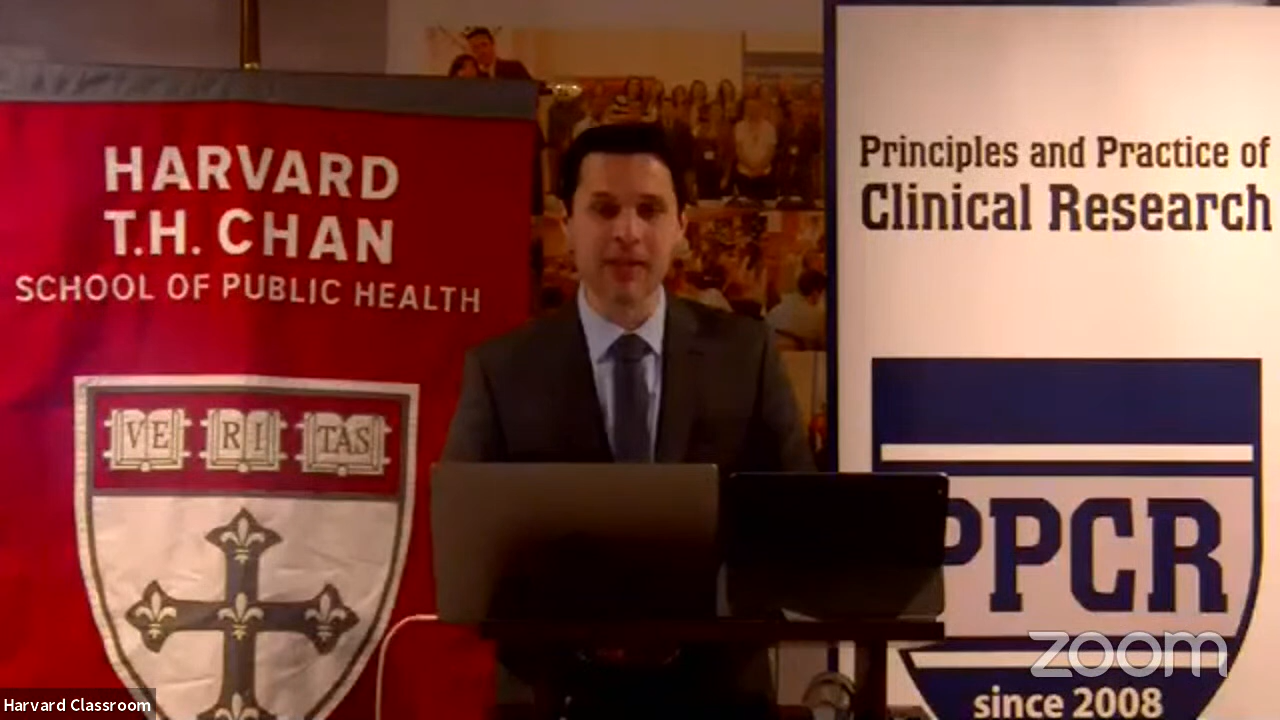 HARVARD
T.H. CHAN
SCHOOL OF PUBLIC HEALTH
VE RI TAS
Principles and Practice of
Clinical Research
PPCR
since 2008
zoom
Harvard Classroom